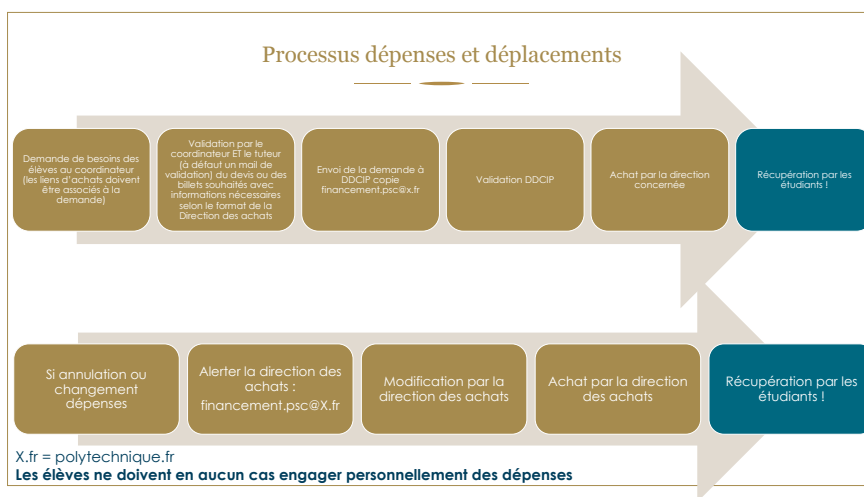 Processus dépenses et déplacements
Demande de besoins des
élèves au coordinateur
(les liens d'achats doivent
être associés à la
demande)
Validation par le
coordinateur ET le tuteur
(à défaut un mail de
validation) du devis ou des
billets souhaités avec
informations nécessaires
selon le format de la
Direction des achats
Envoi de la demande à
DDCIP copie
financement.psc@x.fr
Validation DDCIP
Achat par la direction
concernée
Récupération par les
étudiants !
Si annulation ou
changement
dépenses
Alerter la direction des
achats :
financement.psc@X.fr
Modification par la
direction des achats
Achat par la direction
des achats
Récupération par les
étudiants !
X.fr = polytechnique.fr
Les élèves ne doivent en aucun cas engager personnellement des dépenses